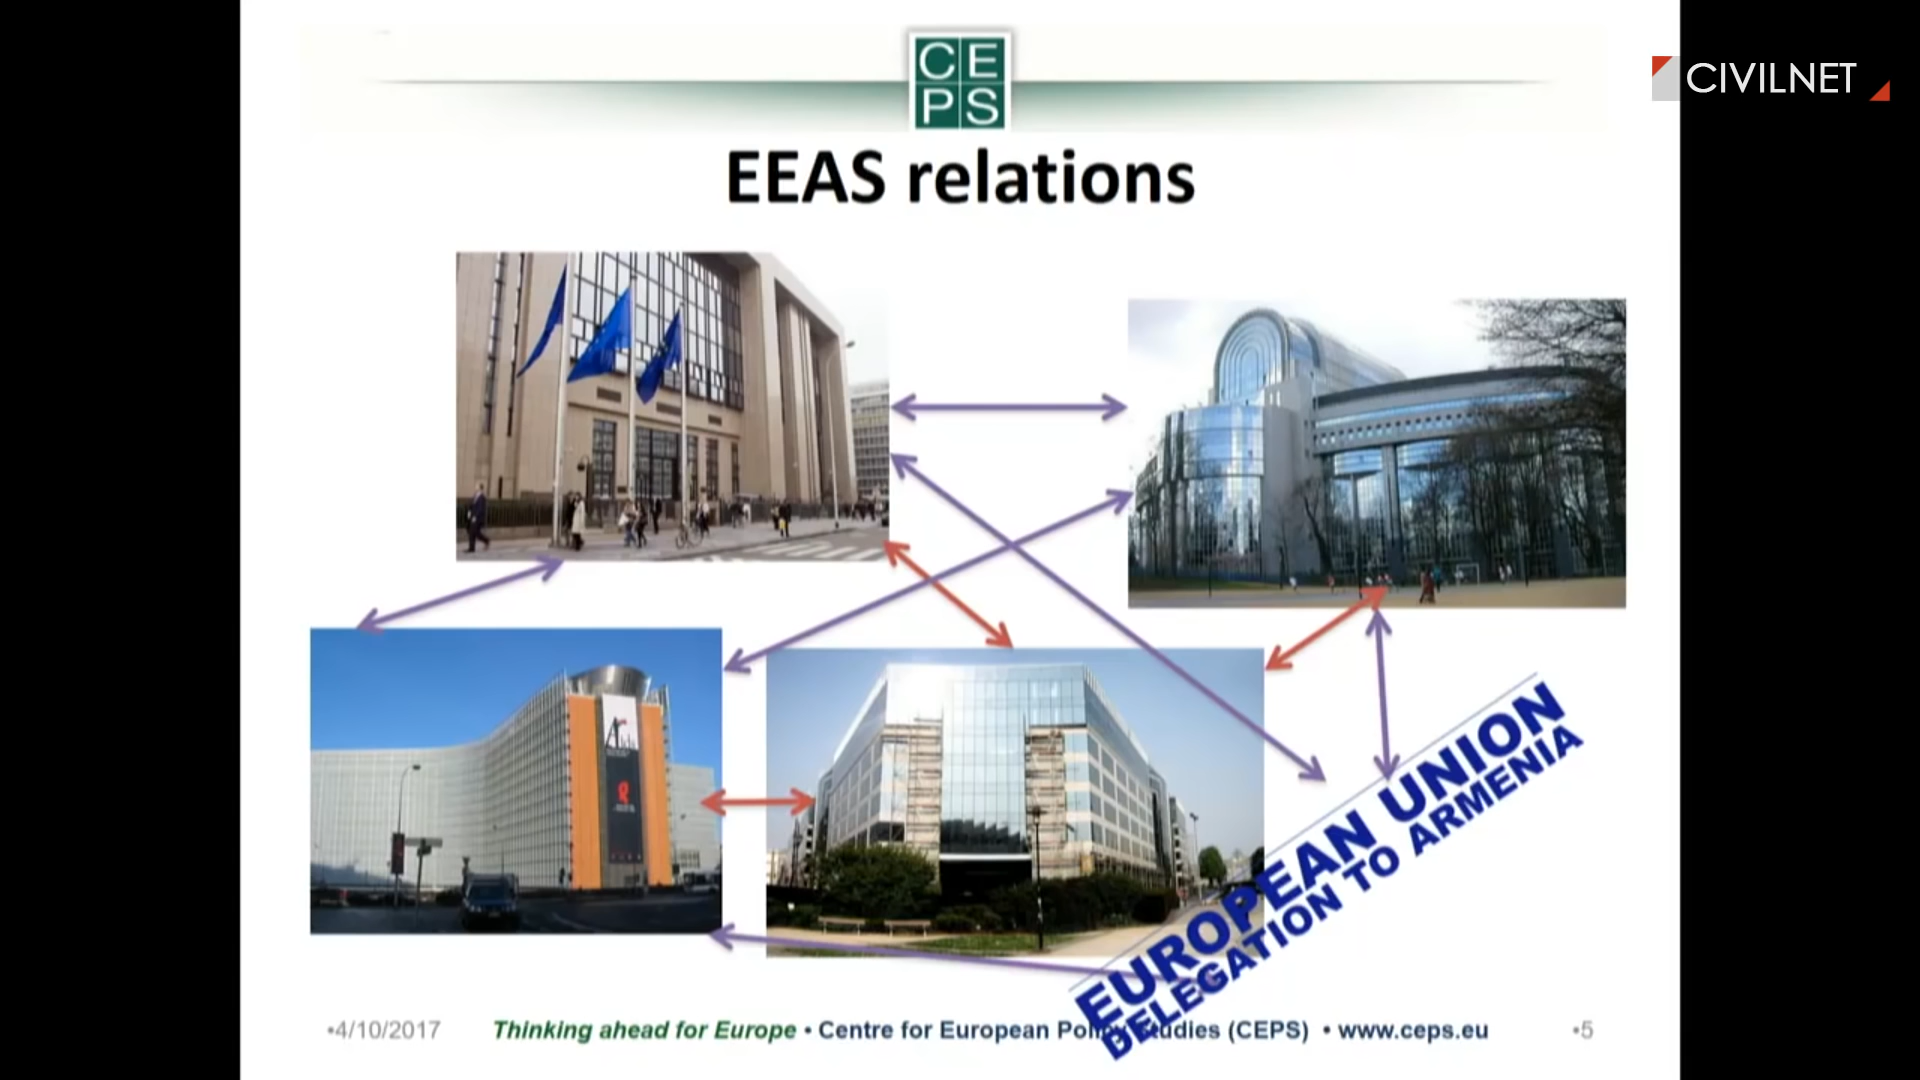 CE
PS
CIVILNET
EEAS relations
EUROPEAN UNION
DELEGATION TO ARMENIA
•4/10/2017
Thinking ahead for Europe • Centre for European Policy Studies (CEPS) • www.ceps.eu
•5